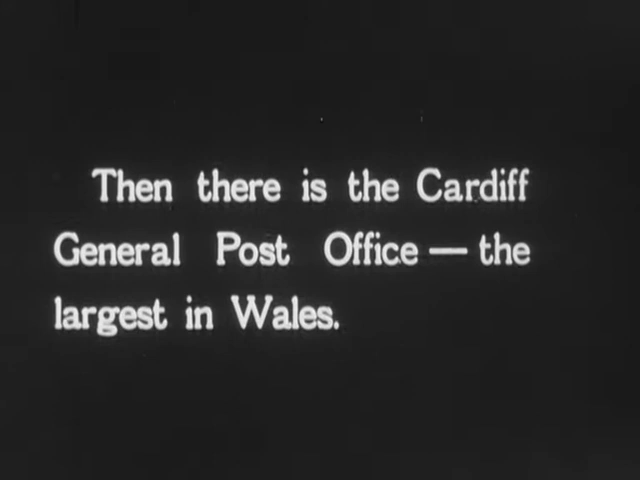 Then there is the Cardiff
General Post Office — the
largest in Wales.